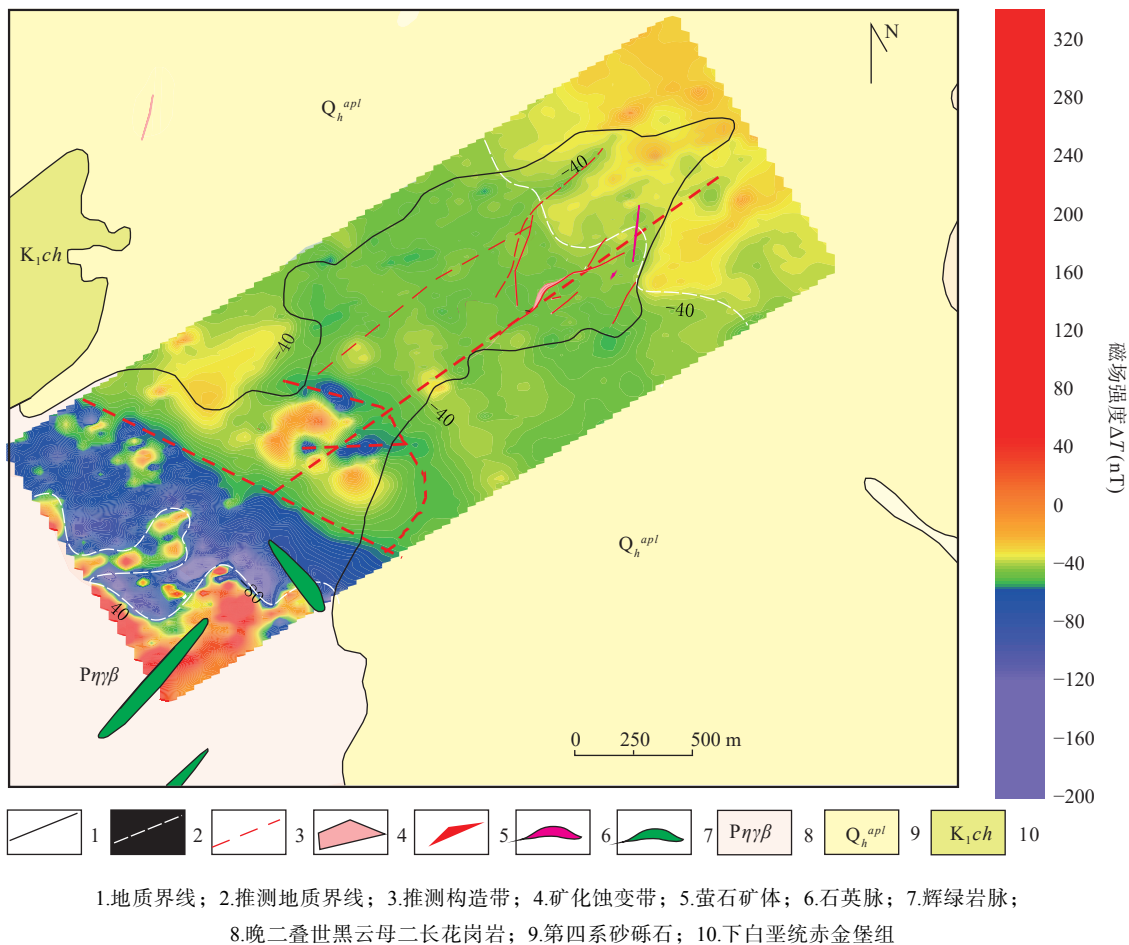 N
Q_h^apl
K₁ch
−40
−40
−40
−40
Q_h^apl
40
−80
Pηγβ
0 250 500 m
320
280
240
200
160
120
80
40
0
−40
−80
−120
−160
−200
磁场强度ΔT(nT)
1 2 3 4 5 6 7 Pηγβ 8 Q_h^apl 9 K₁ch 10
1.地质界线；2.推测地质界线；3.推测构造带；4.矿化蚀变带；5.萤石矿体；6.石英脉；7.辉绿岩脉；
8.晚二叠世黑云母二长花岗岩；9.第四系砂砾石；10.下白垩统赤金堡组